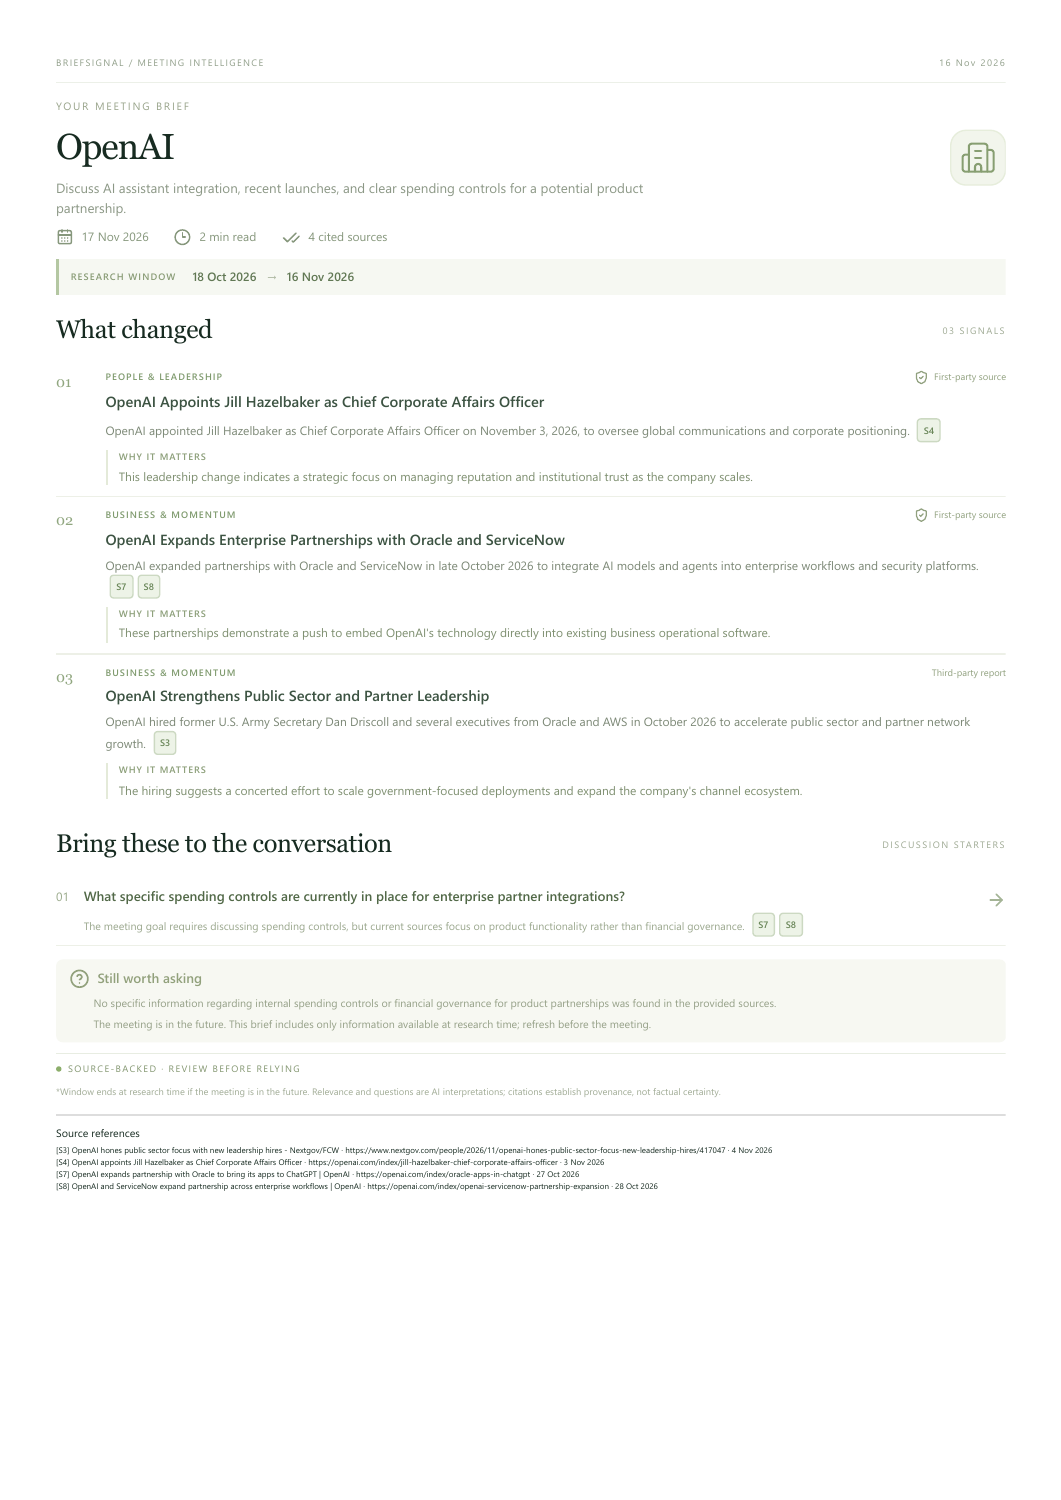 BRIEFSIGNAL / MEETING INTELLIGENCE
16 Nov 2026
YOUR MEETING BRIEF
OpenAI
Discuss AI assistant integration, recent launches, and clear spending controls for a potential product
partnership.
17 Nov 2026
2 min read
4 cited sources
RESEARCH WINDOW 18 Oct 2026 → 16 Nov 2026
What changed
03 SIGNALS
01
PEOPLE & LEADERSHIP
First-party source
OpenAI Appoints Jill Hazelbaker as Chief Corporate Affairs Officer
OpenAI appointed Jill Hazelbaker as Chief Corporate Affairs Officer on November 3, 2026, to oversee global communications and corporate positioning. S4
WHY IT MATTERS
This leadership change indicates a strategic focus on managing reputation and institutional trust as the company scales.
02
BUSINESS & MOMENTUM
First-party source
OpenAI Expands Enterprise Partnerships with Oracle and ServiceNow
OpenAI expanded partnerships with Oracle and ServiceNow in late October 2026 to integrate AI models and agents into enterprise workflows and security platforms.
S7 S8
WHY IT MATTERS
These partnerships demonstrate a push to embed OpenAI's technology directly into existing business operational software.
03
BUSINESS & MOMENTUM
Third-party report
OpenAI Strengthens Public Sector and Partner Leadership
OpenAI hired former U.S. Army Secretary Dan Driscoll and several executives from Oracle and AWS in October 2026 to accelerate public sector and partner network
growth. S3
WHY IT MATTERS
The hiring suggests a concerted effort to scale government-focused deployments and expand the company's channel ecosystem.
Bring these to the conversation
DISCUSSION STARTERS
01 What specific spending controls are currently in place for enterprise partner integrations?
The meeting goal requires discussing spending controls, but current sources focus on product functionality rather than financial governance. S7 S8
Still worth asking
No specific information regarding internal spending controls or financial governance for product partnerships was found in the provided sources.
The meeting is in the future. This brief includes only information available at research time; refresh before the meeting.
SOURCE-BACKED · REVIEW BEFORE RELYING
*Window ends at research time if the meeting is in the future. Relevance and questions are AI interpretations; citations establish provenance, not factual certainty.
Source references
[S3] OpenAI hones public sector focus with new leadership hires - Nextgov/FCW · https://www.nextgov.com/people/2026/11/openai-hones-public-sector-focus-new-leadership-hires/417047 · 4 Nov 2026
[S4] OpenAI appoints Jill Hazelbaker as Chief Corporate Affairs Officer · https://openai.com/index/jill-hazelbaker-chief-corporate-affairs-officer · 3 Nov 2026
[S7] OpenAI expands partnership with Oracle to bring its apps to ChatGPT | OpenAI · https://openai.com/index/oracle-apps-in-chatgpt · 27 Oct 2026
[S8] OpenAI and ServiceNow expand partnership across enterprise workflows | OpenAI · https://openai.com/index/openai-servicenow-partnership-expansion · 28 Oct 2026